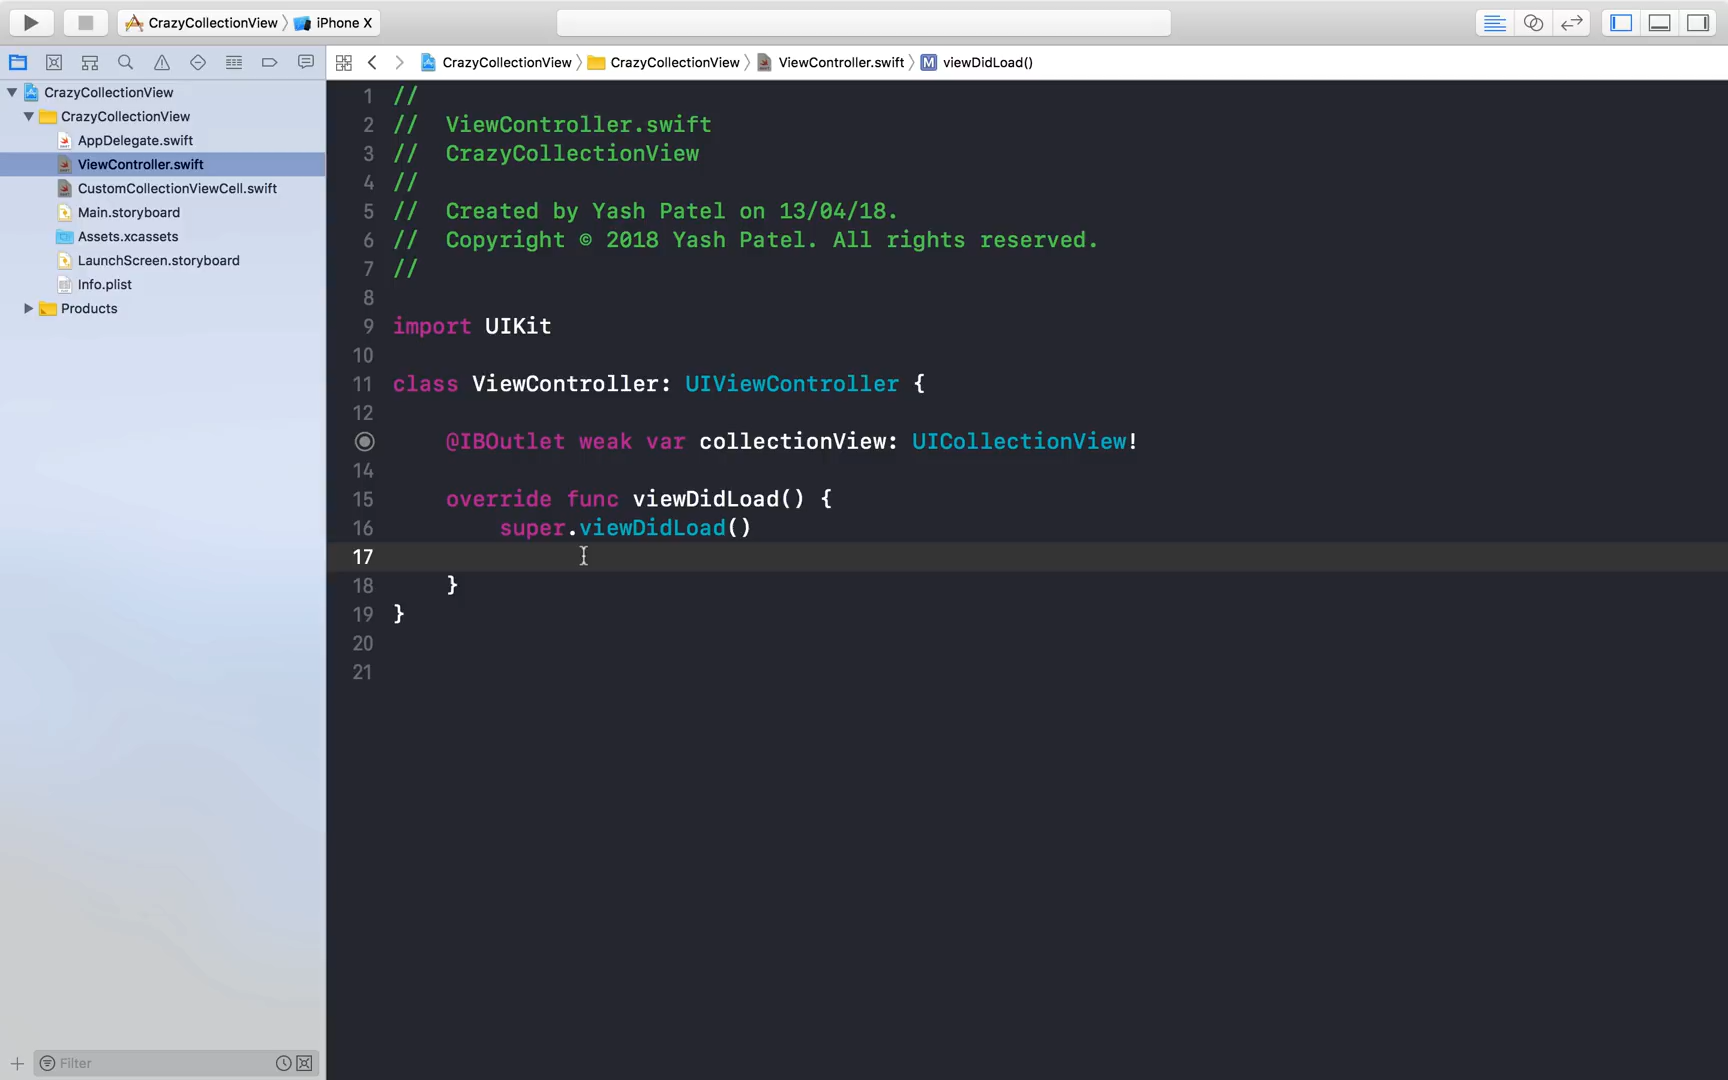 CrazyCollectionView 〉 iPhone X
CrazyCollectionView 〉 CrazyCollectionView 〉 ViewController.swift 〉 M viewDidLoad()
CrazyCollectionView
CrazyCollectionView
AppDelegate.swift
ViewController.swift
CustomCollectionViewCell.swift
Main.storyboard
Assets.xcassets
LaunchScreen.storyboard
Info.plist
Products
Filter
1 //
2 //  ViewController.swift
3 //  CrazyCollectionView
4 //
5 //  Created by Yash Patel on 13/04/18.
6 //  Copyright © 2018 Yash Patel. All rights reserved.
7 //
8
9 import UIKit
10
11 class ViewController: UIViewController {
12
@IBOutlet weak var collectionView: UICollectionView!
14
15 override func viewDidLoad() {
16 super.viewDidLoad()
17
18 }
19 }
20
21